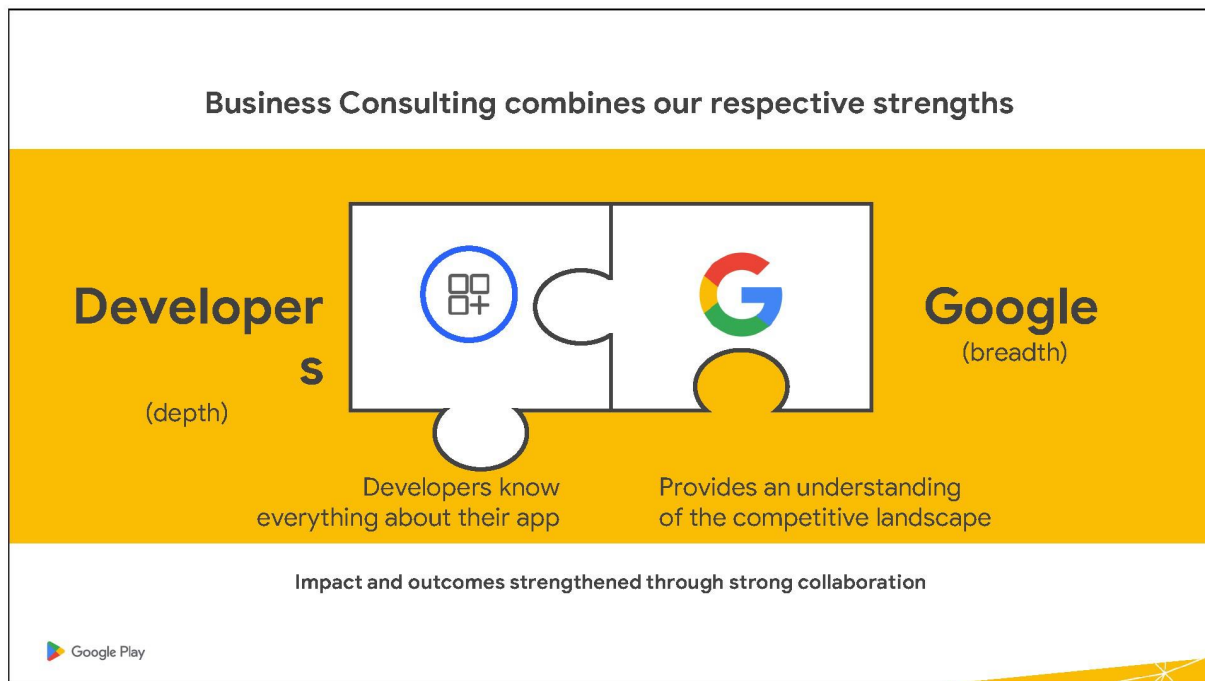 Business Consulting combines our respective strengths
Developer
s
(depth)
Google
(breadth)
Developers know
everything about their app
Provides an understanding
of the competitive landscape
Impact and outcomes strengthened through strong collaboration
Google Play